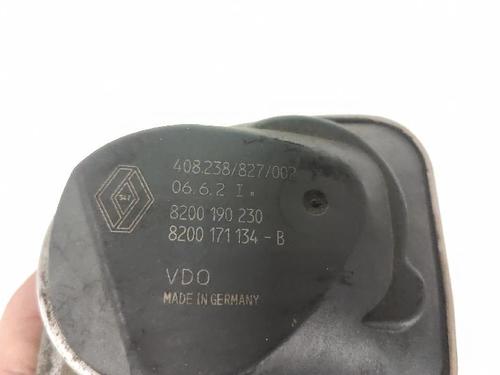 408.238/827/002
06.6.2 I.
8200 190 230
8200 171 134 - B
VDO
MADE IN GERMANY